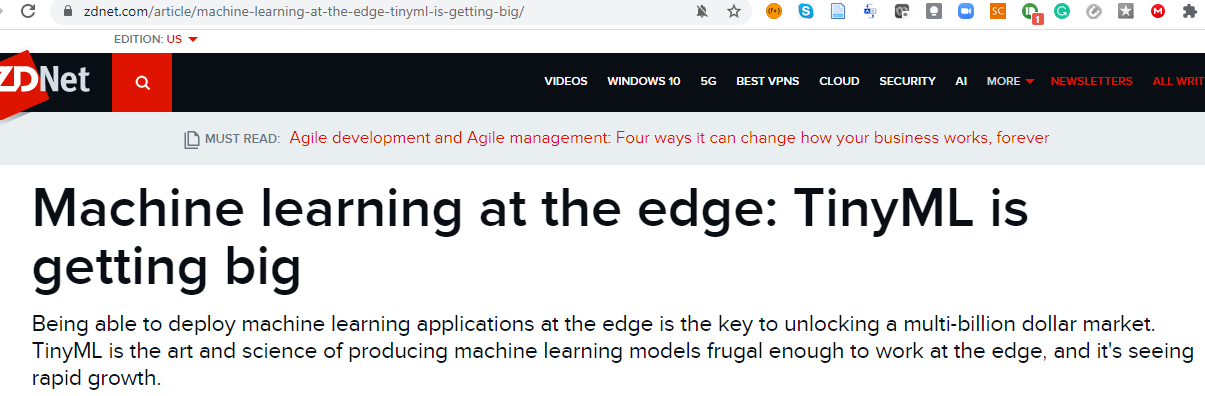 zdnet.com/article/machine-learning-at-the-edge-tinyml-is-getting-big/
SC
1
EDITION: US
ZDNet
VIDEOS WINDOWS 10 5G BEST VPNS CLOUD SECURITY AI MORE NEWSLETTERS ALL WRIT
MUST READ: Agile development and Agile management: Four ways it can change how your business works, forever
Machine learning at the edge: TinyML is
getting big
Being able to deploy machine learning applications at the edge is the key to unlocking a multi-billion dollar market.
TinyML is the art and science of producing machine learning models frugal enough to work at the edge, and it's seeing
rapid growth.